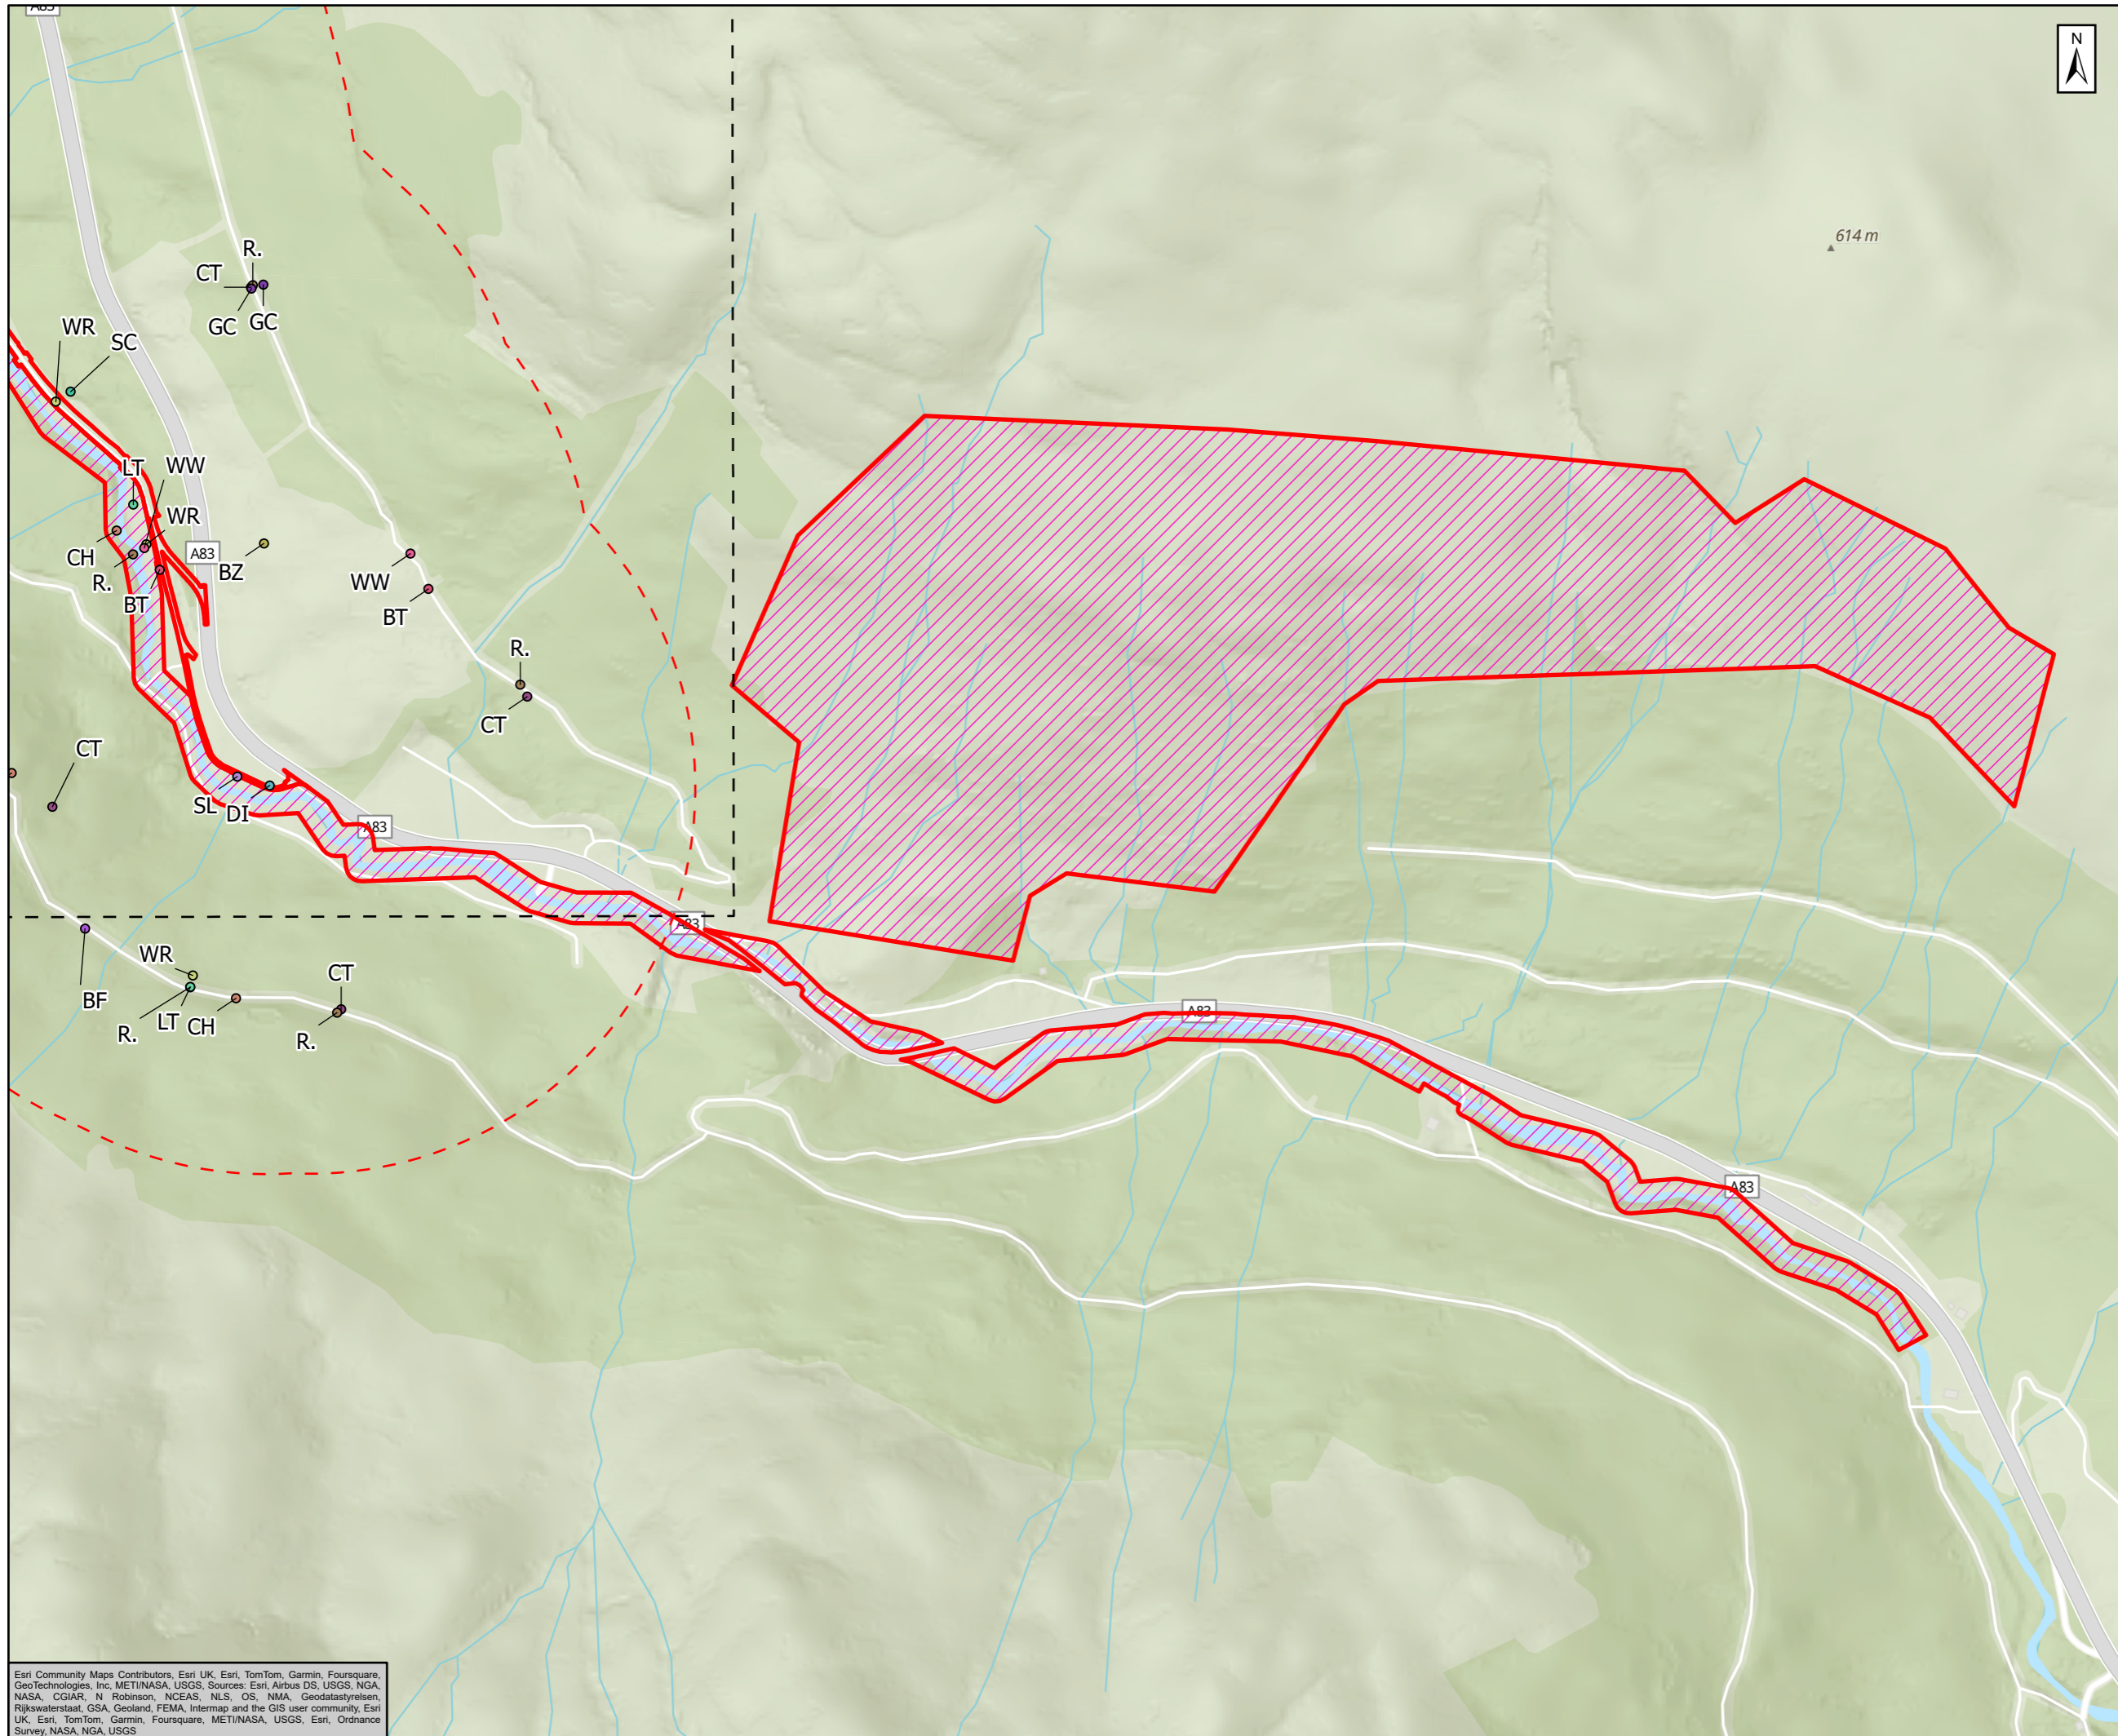 A83
N
614 m
R.
CT
GC
GC
WR
SC
LT
WW
WR
A83
CH
BZ
R.
WW
BT
BT
R.
CT
CT
SL
DI
A83
A83
WR
CT
BF
LT
CH
R.
R.
A83
A83
Esri Community Maps Contributors, Esri UK, Esri, TomTom, Garmin, Foursquare,
GeoTechnologies, Inc, METI/NASA, USGS, Sources: Esri, Airbus DS, USGS, NGA,
NASA, CGIAR, N Robinson, NCEAS, NLS, OS, NMA, Geodatastyrelsen,
Rijkswaterstaat, GSA, Geoland, FEMA, Intermap and the GIS user community, Esri
UK, Esri, TomTom, Garmin, Foursquare, METI/NASA, USGS, Esri, Ordnance
Survey, NASA, NGA, USGS